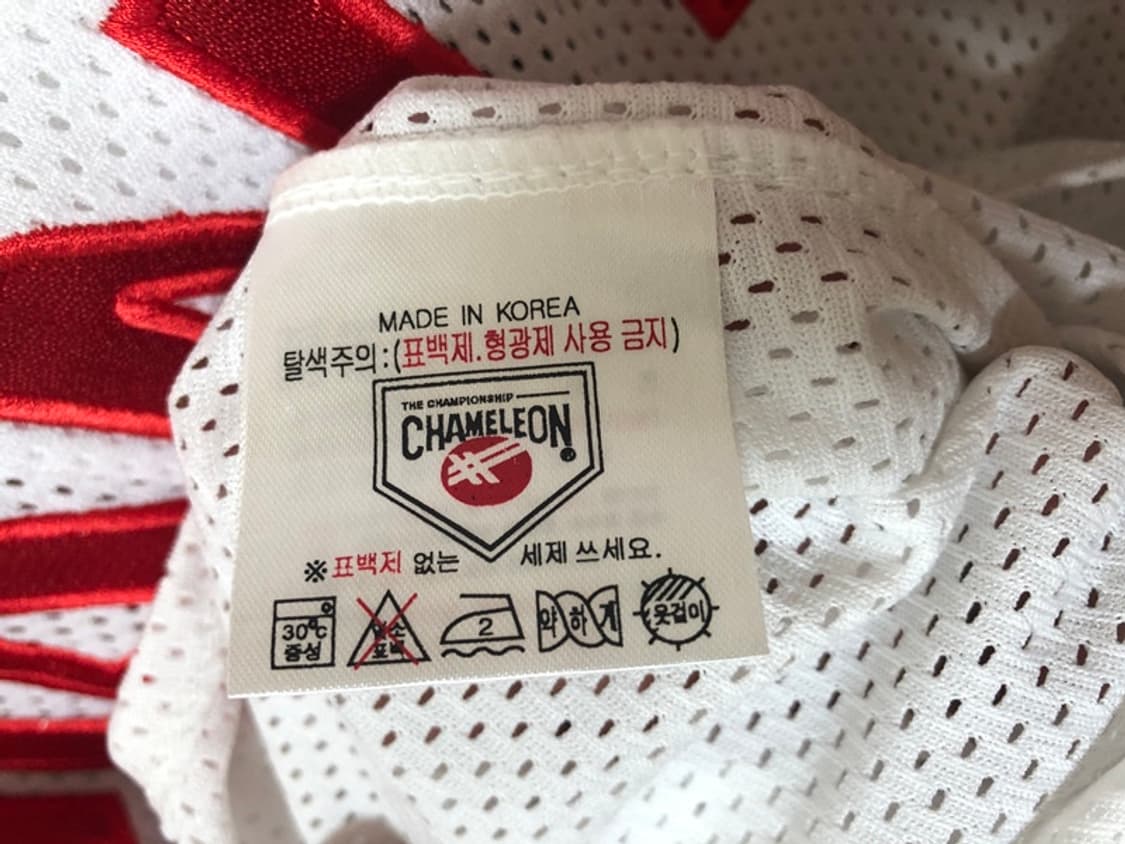 MADE IN KOREA
탈색주의:(표백제.형광제 사용 금지)
THE CHAMPIONSHIP
CHAMELEON®
※표백제 없는 세제 쓰세요.
30℃
중성
염소
표백
2
약하게
옷걸이